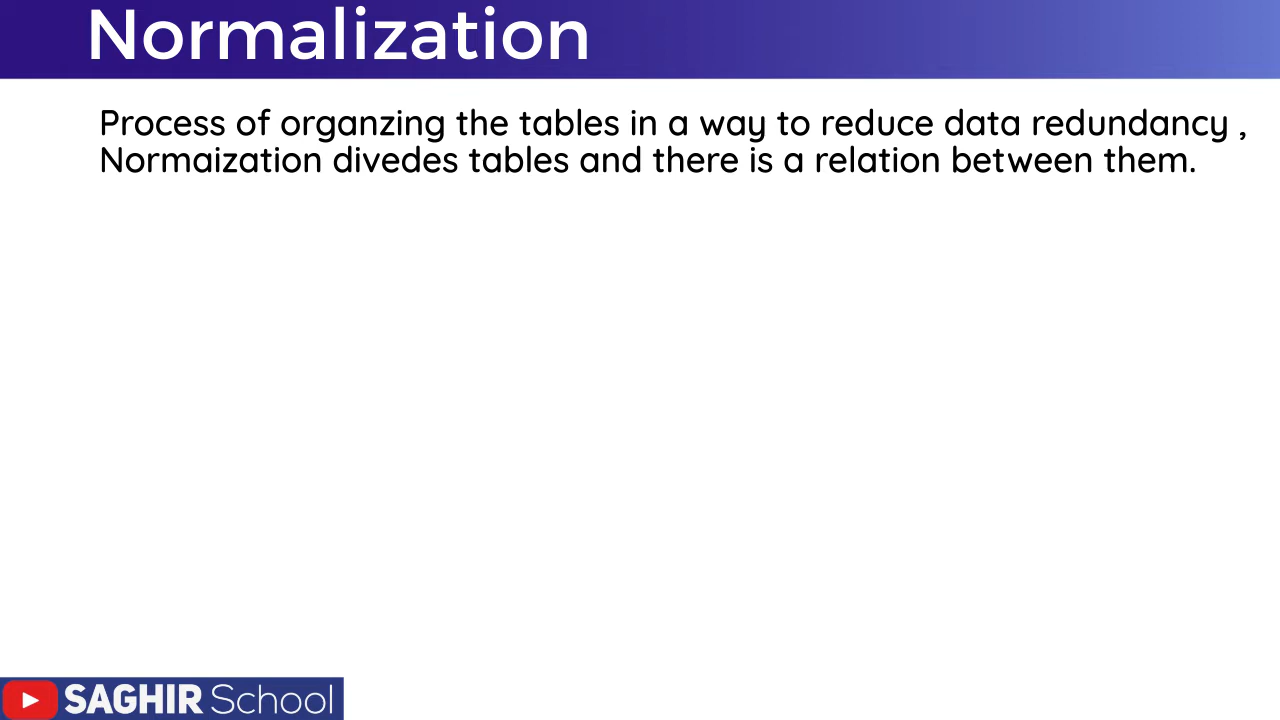 Normalization
Process of organzing the tables in a way to reduce data redundancy ,
Normaization divedes tables and there is a relation between them.
SAGHIR School